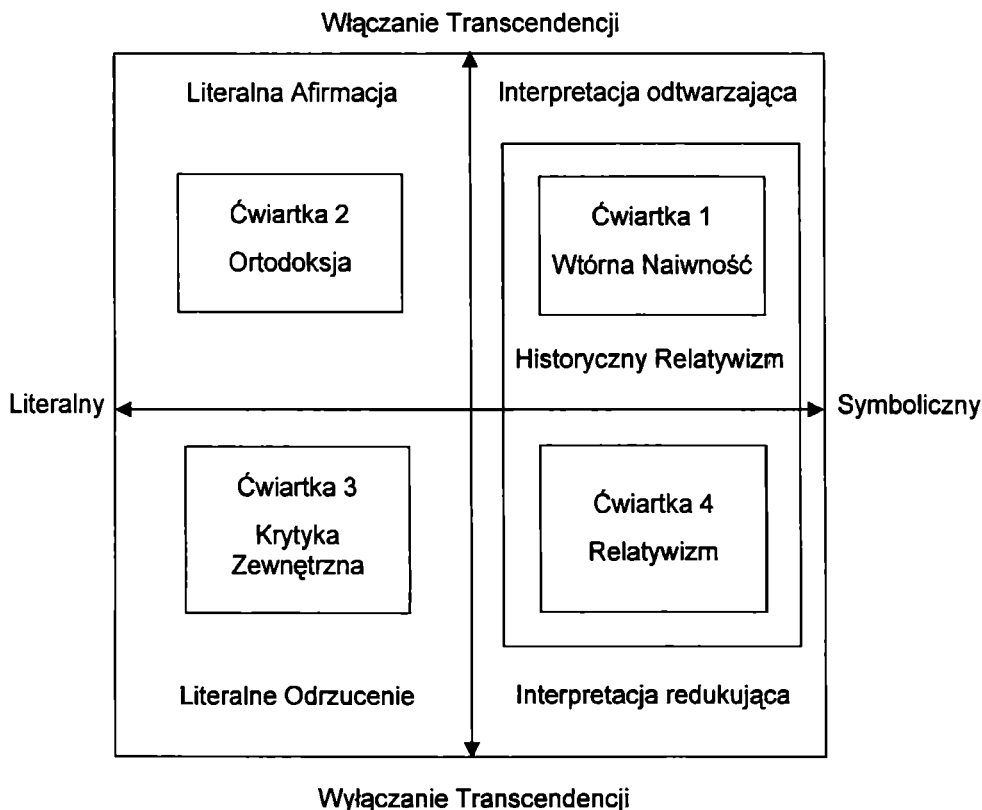 Włączanie Transcendencji
Literalna Afirmacja
Interpretacja odtwarzająca
Ćwiartka 2
Ortodoksja
Ćwiartka 1
Wtórna Naiwność
Historyczny Relatywizm
Literalny
Symboliczny
Ćwiartka 3
Krytyka
Zewnętrzna
Ćwiartka 4
Relatywizm
Literalne Odrzucenie
Interpretacja redukująca
Wyłączanie Transcendencji